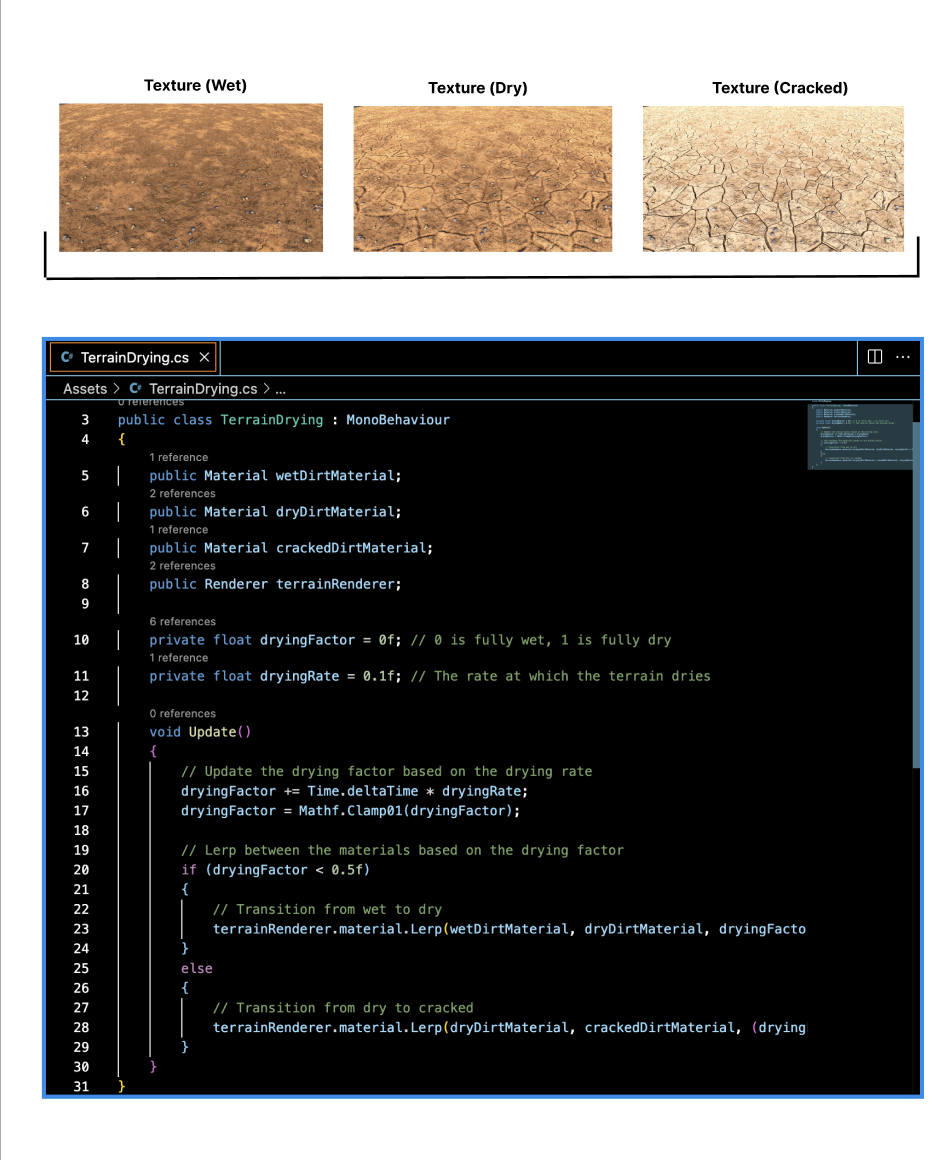 Texture (Wet)
Texture (Dry)
Texture (Cracked)
TerrainDrying.cs
Assets > TerrainDrying.cs > ...
0 references
3 public class TerrainDrying : MonoBehaviour
4 {
1 reference
5 public Material wetDirtMaterial;
2 references
6 public Material dryDirtMaterial;
1 reference
7 public Material crackedDirtMaterial;
2 references
8 public Renderer terrainRenderer;
9
6 references
10 private float dryingFactor = 0f; // 0 is fully wet, 1 is fully dry
1 reference
11 private float dryingRate = 0.1f; // The rate at which the terrain dries
12
0 references
13 void Update()
14 {
15 // Update the drying factor based on the drying rate
16 dryingFactor += Time.deltaTime * dryingRate;
17 dryingFactor = Mathf.Clamp01(dryingFactor);
18
19 // Lerp between the materials based on the drying factor
20 if (dryingFactor < 0.5f)
21 {
22 // Transition from wet to dry
23 terrainRenderer.material.Lerp(wetDirtMaterial, dryDirtMaterial, dryingFacto
24 }
25 else
26 {
27 // Transition from dry to cracked
28 terrainRenderer.material.Lerp(dryDirtMaterial, crackedDirtMaterial, (drying
29 }
30 }
31 }